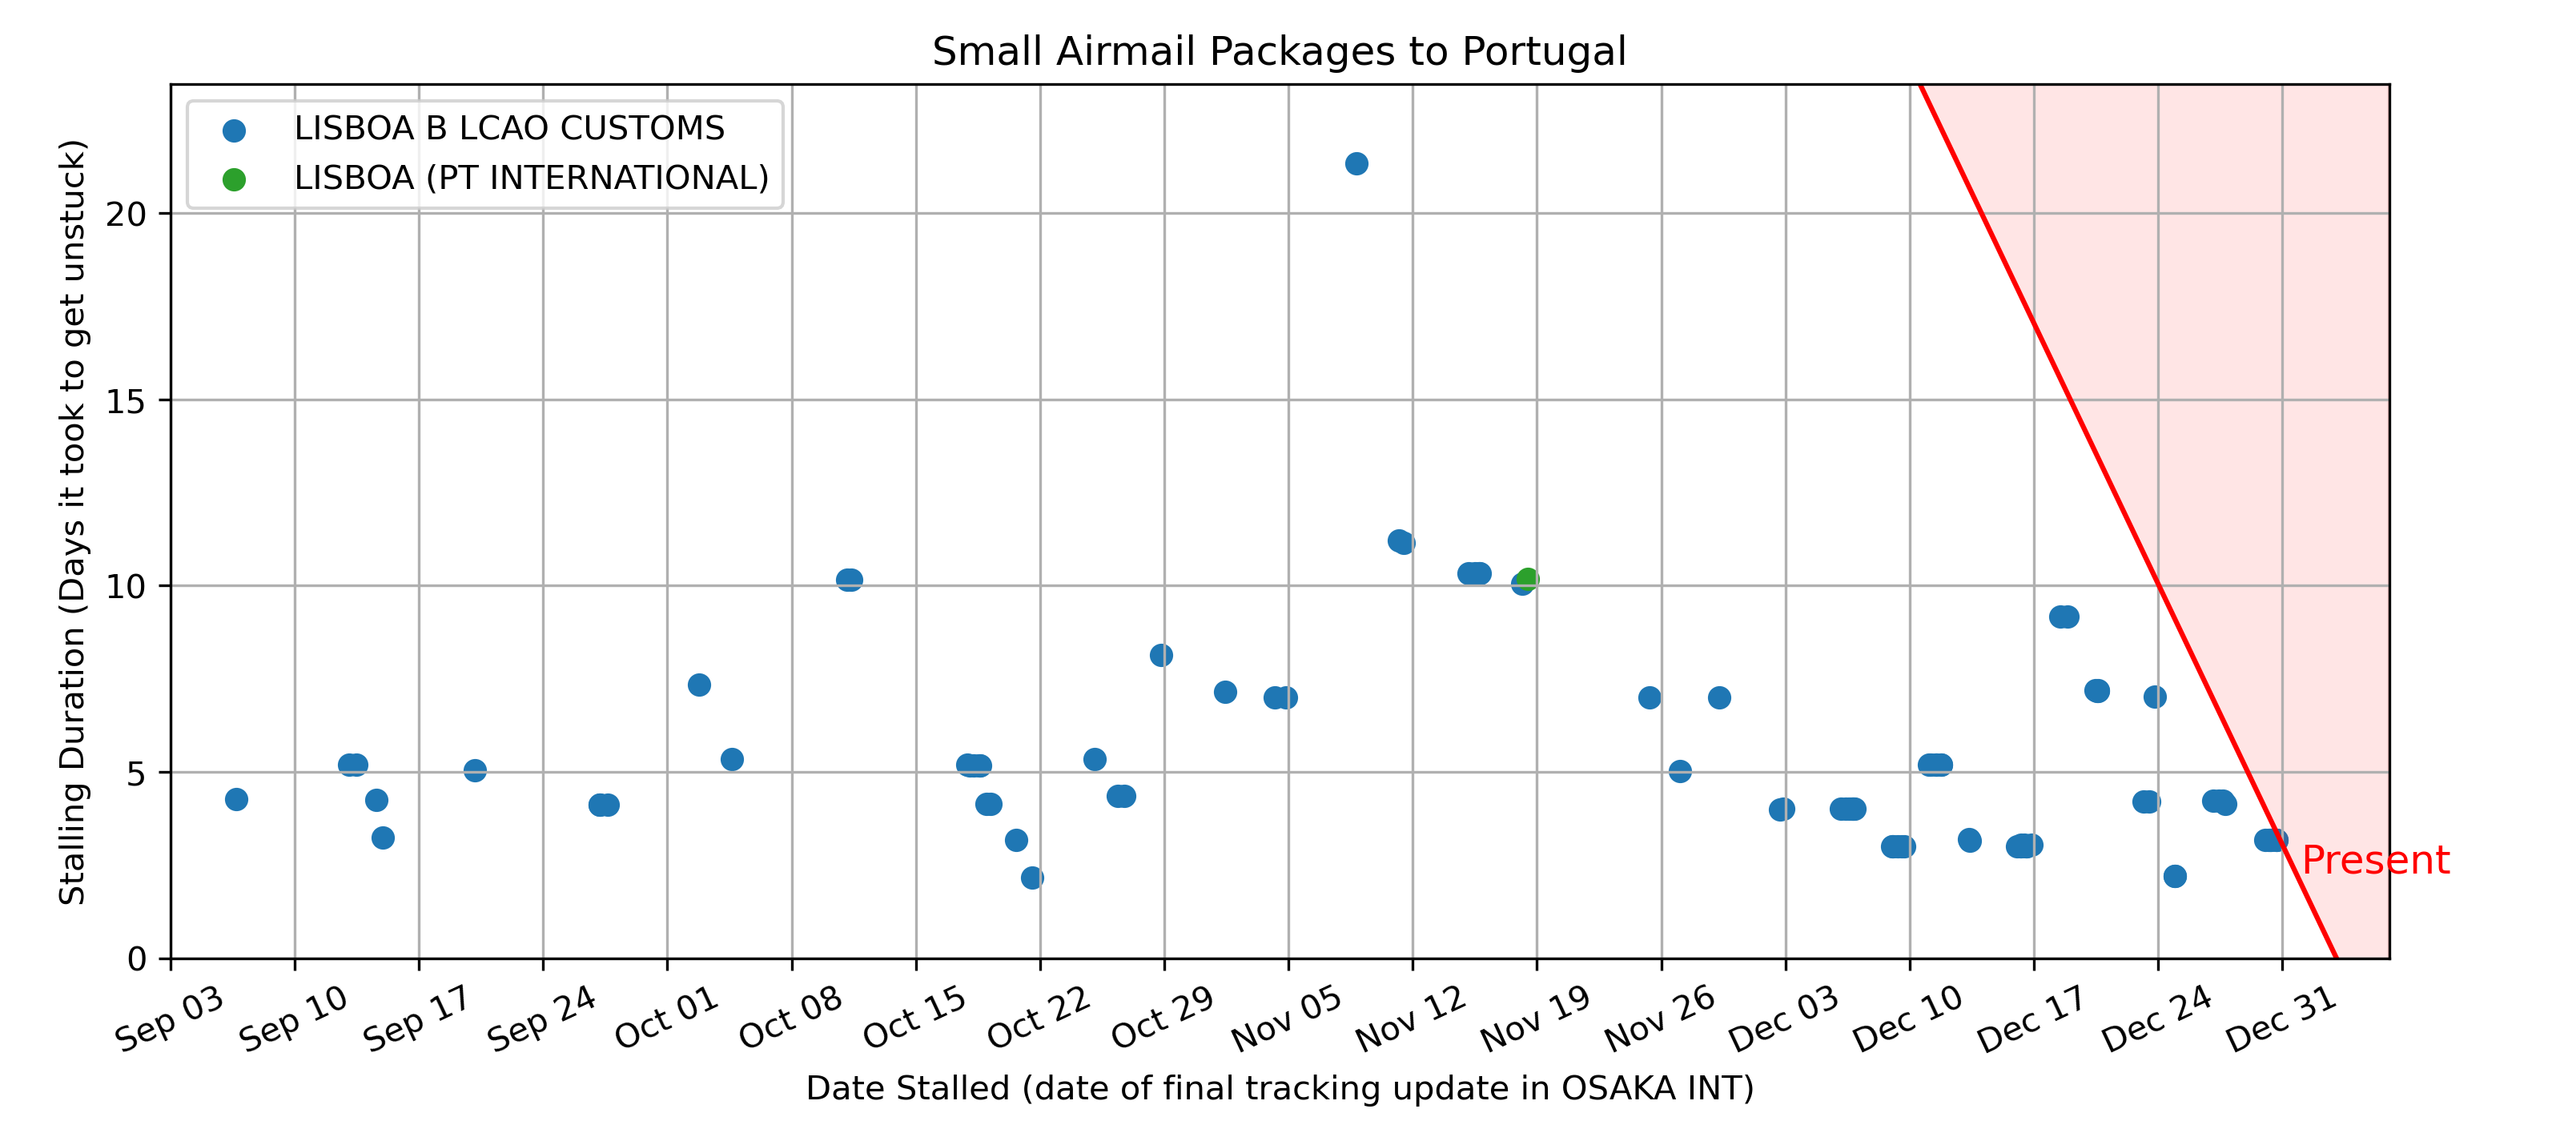 Small Airmail Packages to Portugal
LISBOA B LCAO CUSTOMS
LISBOA (PT INTERNATIONAL)
Stalling Duration (Days it took to get unstuck)
20
15
10
5
0
Present
Sep 03
Sep 10
Sep 17
Sep 24
Oct 01
Oct 08
Oct 15
Oct 22
Oct 29
Nov 05
Nov 12
Nov 19
Nov 26
Dec 03
Dec 10
Dec 17
Dec 24
Dec 31
Date Stalled (date of final tracking update in OSAKA INT)